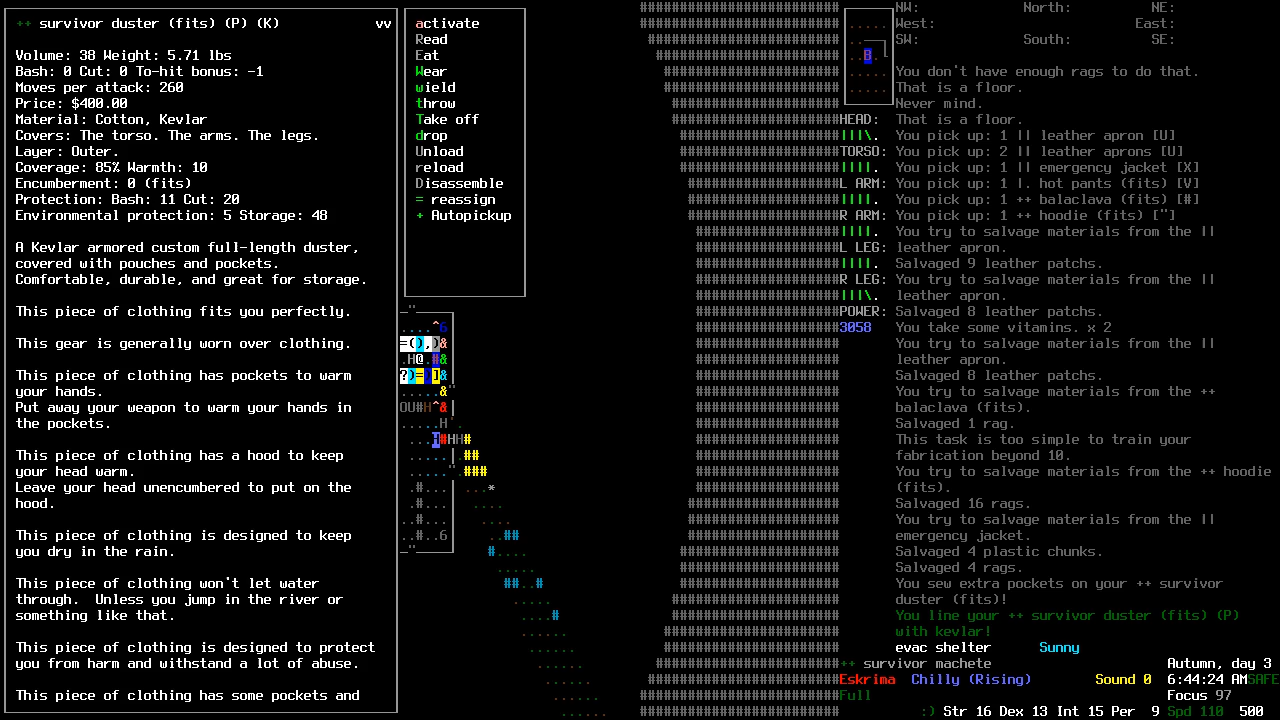 ++ survivor duster (fits) (P) (K) vv
Volume: 38 Weight: 5.71 lbs
Bash: 0 Cut: 0 To-hit bonus: -1
Moves per attack: 260
Price: $400.00
Material: Cotton, Kevlar
Covers: The torso. The arms. The legs.
Layer: Outer.
Coverage: 85% Warmth: 10
Encumberment: 0 (fits)
Protection: Bash: 11 Cut: 20
Environmental protection: 5 Storage: 48
A Kevlar armored custom full-length duster,
covered with pouches and pockets.
Comfortable, durable, and great for storage.
This piece of clothing fits you perfectly.
This gear is generally worn over clothing.
This piece of clothing has pockets to warm
your hands.
Put away your weapon to warm your hands in
the pockets.
This piece of clothing has a hood to keep
your head warm.
Leave your head unencumbered to put on the
hood.
This piece of clothing is designed to keep
you dry in the rain.
This piece of clothing won't let water
through.  Unless you jump in the river or
something like that.
This piece of clothing is designed to protect
you from harm and withstand a lot of abuse.
This piece of clothing has some pockets and
activate
Read
Eat
Wear
wield
throw
Take off
drop
Unload
reload
Disassemble
= reassign
+ Autopickup
HEAD:
|||\.
TORSO:
||||.
L ARM:
||||.
R ARM:
||||.
L LEG:
||||.
R LEG:
|||\.
POWER:
3058
NW: North: NE:
West: East:
SW: South: SE:
You don't have enough rags to do that.
That is a floor.
Never mind.
That is a floor.
You pick up: 1 || leather apron [U]
You pick up: 2 || leather aprons [U]
You pick up: 1 || emergency jacket [X]
You pick up: 1 |. hot pants (fits) [V]
You pick up: 1 ++ balaclava (fits) [#]
You pick up: 1 ++ hoodie (fits) ["]
You try to salvage materials from the ||
leather apron.
Salvaged 9 leather patchs.
You try to salvage materials from the ||
leather apron.
Salvaged 8 leather patchs.
You take some vitamins. x 2
You try to salvage materials from the ||
leather apron.
Salvaged 8 leather patchs.
You try to salvage materials from the ++
balaclava (fits).
Salvaged 1 rag.
This task is too simple to train your
fabrication beyond 10.
You try to salvage materials from the ++ hoodie
(fits).
Salvaged 16 rags.
You try to salvage materials from the ||
emergency jacket.
Salvaged 4 plastic chunks.
Salvaged 4 rags.
You sew extra pockets on your ++ survivor
duster (fits)!
You line your ++ survivor duster (fits) (P)
with kevlar!
evac shelter Sunny
++ survivor machete Autumn, day 3
Eskrima Chilly (Rising) Sound 0 6:44:24 AM SAFE
Full Focus 97
:) Str 16 Dex 13 Int 15 Per  9 Spd 110 500